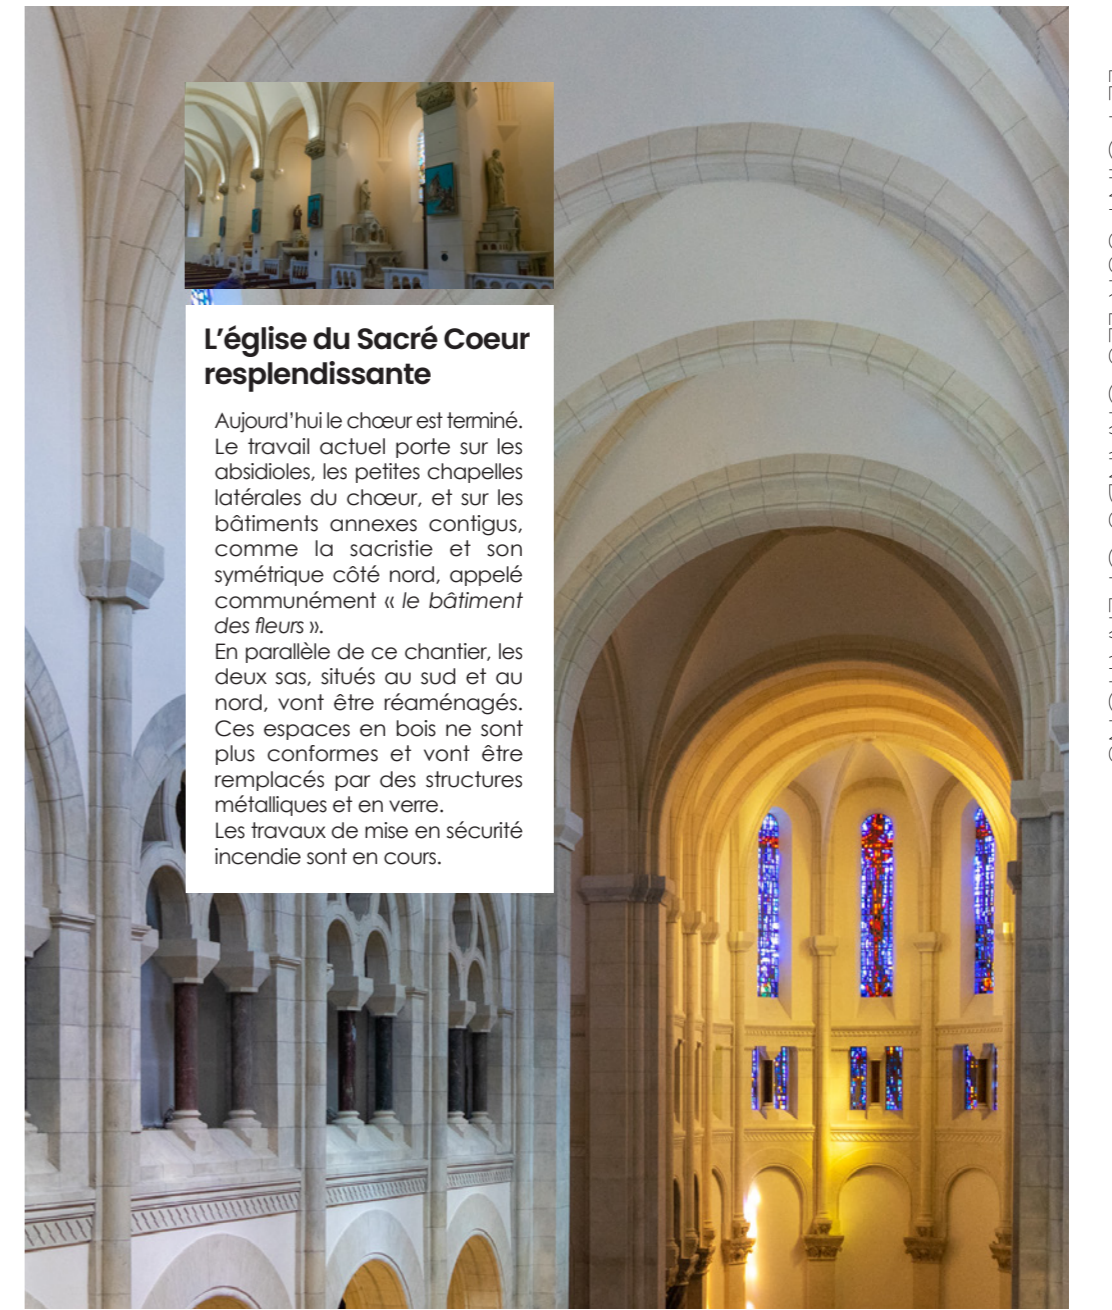 L'église du Sacré Coeur
resplendissante
Aujourd'hui le chœur est terminé.
Le travail actuel porte sur les
absidioles, les petites chapelles
latérales du chœur, et sur les
bâtiments annexes contigus,
comme la sacristie et son
symétrique côté nord, appelé
communément « le bâtiment
des fleurs ».
En parallèle de ce chantier, les
deux sas, situés au sud et au
nord, vont être réaménagés.
Ces espaces en bois ne sont
plus conformes et vont être
remplacés par des structures
métalliques et en verre.
Les travaux de mise en sécurité
incendie sont en cours.